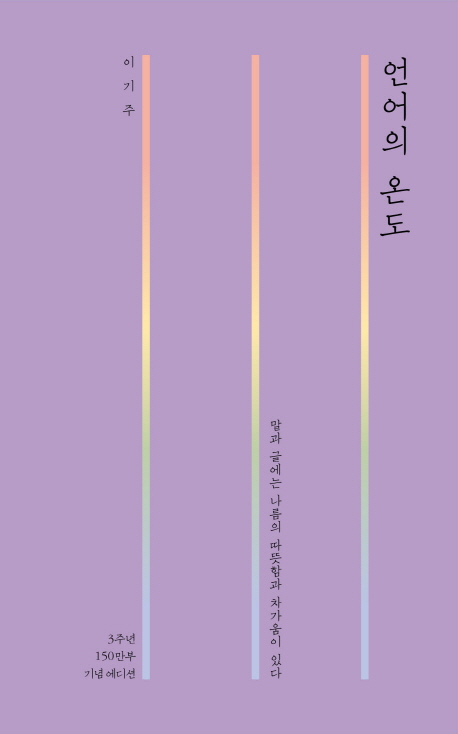 언어의 온도
말과 글에는 나름의 따뜻함과 차가움이 있다
이기주
3주년
150만부
기념 에디션